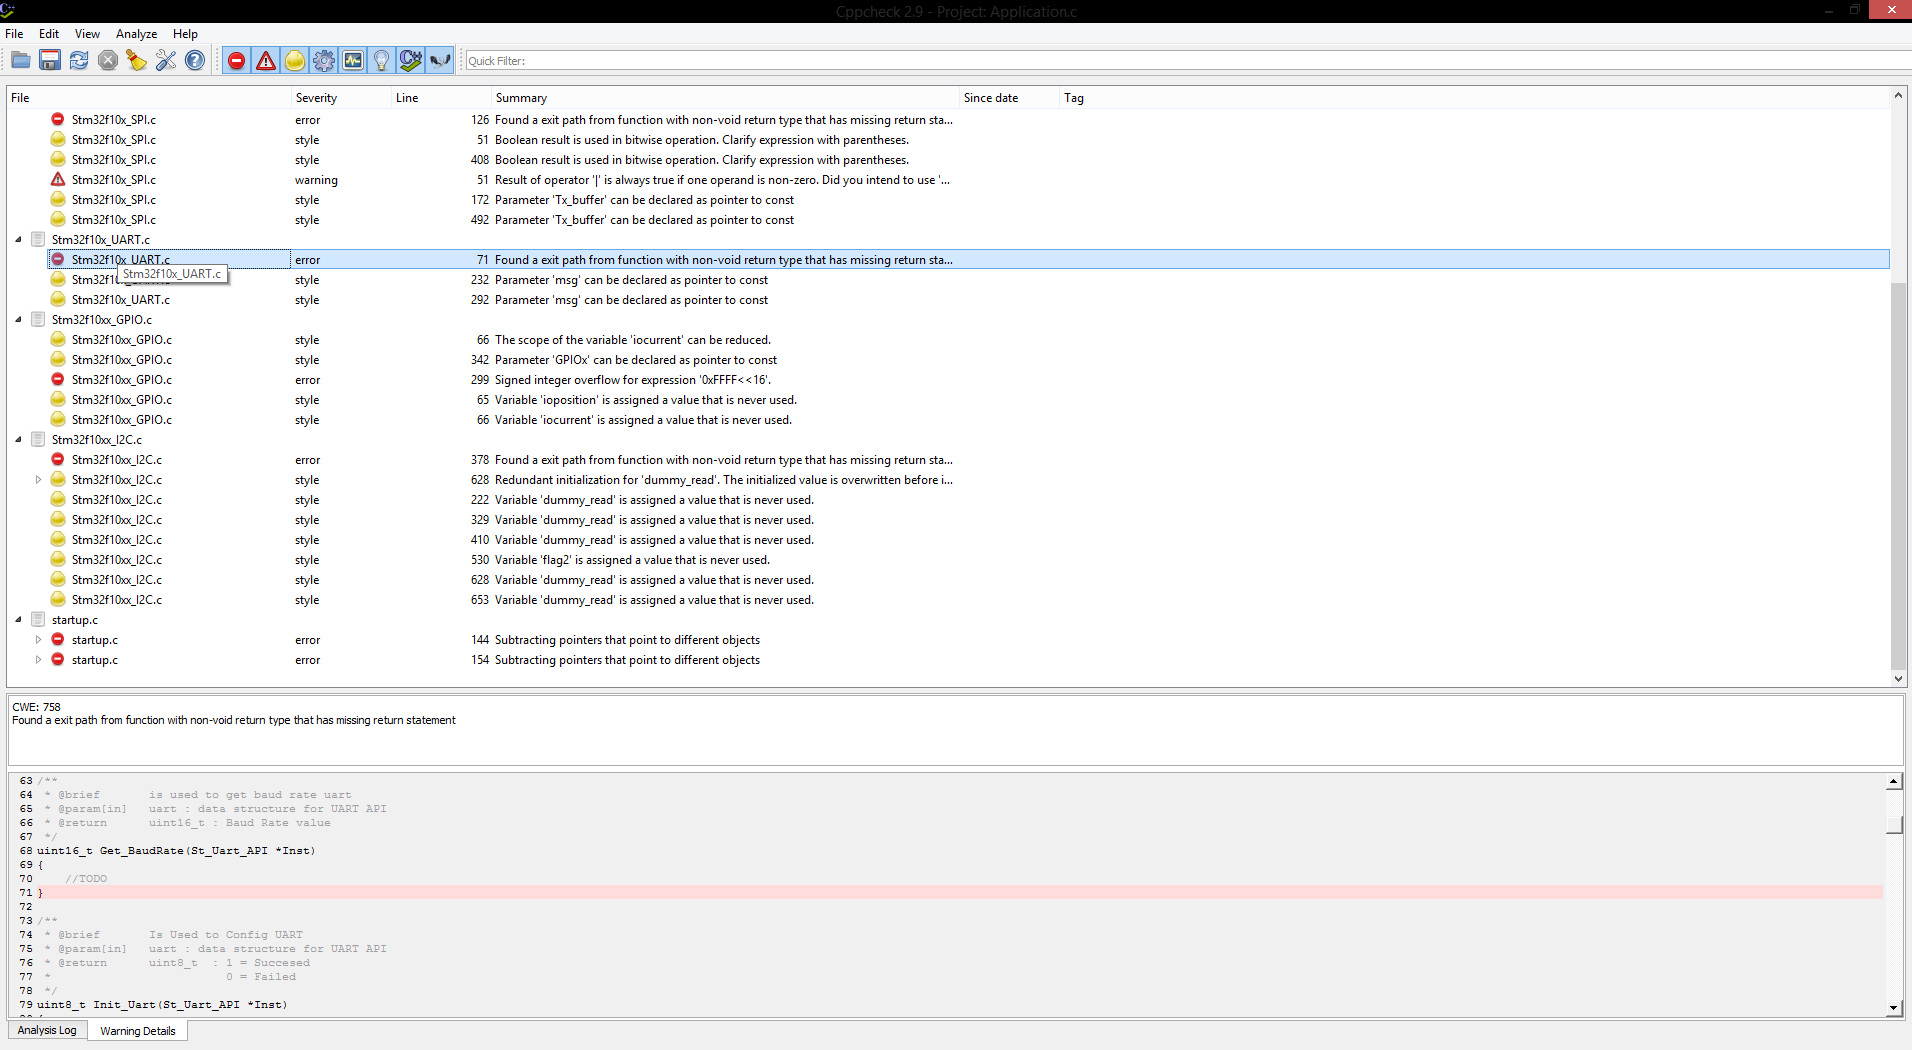 Cppcheck 2.9 - Project: Application.c
File Edit View Analyze Help
Quick Filter:
File Severity Line Summary Since date Tag
Stm32f10x_SPI.c error 126 Found a exit path from function with non-void return type that has missing return sta...
Stm32f10x_SPI.c style 51 Boolean result is used in bitwise operation. Clarify expression with parentheses.
Stm32f10x_SPI.c style 408 Boolean result is used in bitwise operation. Clarify expression with parentheses.
Stm32f10x_SPI.c warning 51 Result of operator '|' is always true if one operand is non-zero. Did you intend to use '...
Stm32f10x_SPI.c style 172 Parameter 'Tx_buffer' can be declared as pointer to const
Stm32f10x_SPI.c style 492 Parameter 'Tx_buffer' can be declared as pointer to const
Stm32f10x_UART.c
Stm32f10x_UART.c error 71 Found a exit path from function with non-void return type that has missing return sta...
Stm32f10x_UART.c
style 232 Parameter 'msg' can be declared as pointer to const
Stm32f10x_UART.c style 292 Parameter 'msg' can be declared as pointer to const
Stm32f10xx_GPIO.c
Stm32f10xx_GPIO.c style 66 The scope of the variable 'iocurrent' can be reduced.
Stm32f10xx_GPIO.c style 342 Parameter 'GPIOx' can be declared as pointer to const
Stm32f10xx_GPIO.c error 299 Signed integer overflow for expression '0xFFFF<<16'.
Stm32f10xx_GPIO.c style 65 Variable 'ioposition' is assigned a value that is never used.
Stm32f10xx_GPIO.c style 66 Variable 'iocurrent' is assigned a value that is never used.
Stm32f10xx_I2C.c
Stm32f10xx_I2C.c error 378 Found a exit path from function with non-void return type that has missing return sta...
Stm32f10xx_I2C.c style 628 Redundant initialization for 'dummy_read'. The initialized value is overwritten before i...
Stm32f10xx_I2C.c style 222 Variable 'dummy_read' is assigned a value that is never used.
Stm32f10xx_I2C.c style 329 Variable 'dummy_read' is assigned a value that is never used.
Stm32f10xx_I2C.c style 410 Variable 'dummy_read' is assigned a value that is never used.
Stm32f10xx_I2C.c style 530 Variable 'flag2' is assigned a value that is never used.
Stm32f10xx_I2C.c style 628 Variable 'dummy_read' is assigned a value that is never used.
Stm32f10xx_I2C.c style 653 Variable 'dummy_read' is assigned a value that is never used.
startup.c
startup.c error 144 Subtracting pointers that point to different objects
startup.c error 154 Subtracting pointers that point to different objects
CWE: 758
Found a exit path from function with non-void return type that has missing return statement
63 /**
64 * @brief is used to get baud rate uart
65 * @param[in] uart : data structure for UART API
66 * @return uint16_t : Baud Rate value
67 */
68 uint16_t Get_BaudRate(St_Uart_API *Inst)
69 {
70 //TODO
71 }
72
73 /**
74 * @brief Is Used to Config UART
75 * @param[in] uart : data structure for UART API
76 * @return uint8_t : 1 = Succesed
77 * 0 = Failed
78 */
79 uint8_t Init_Uart(St_Uart_API *Inst)
Analysis Log Warning Details